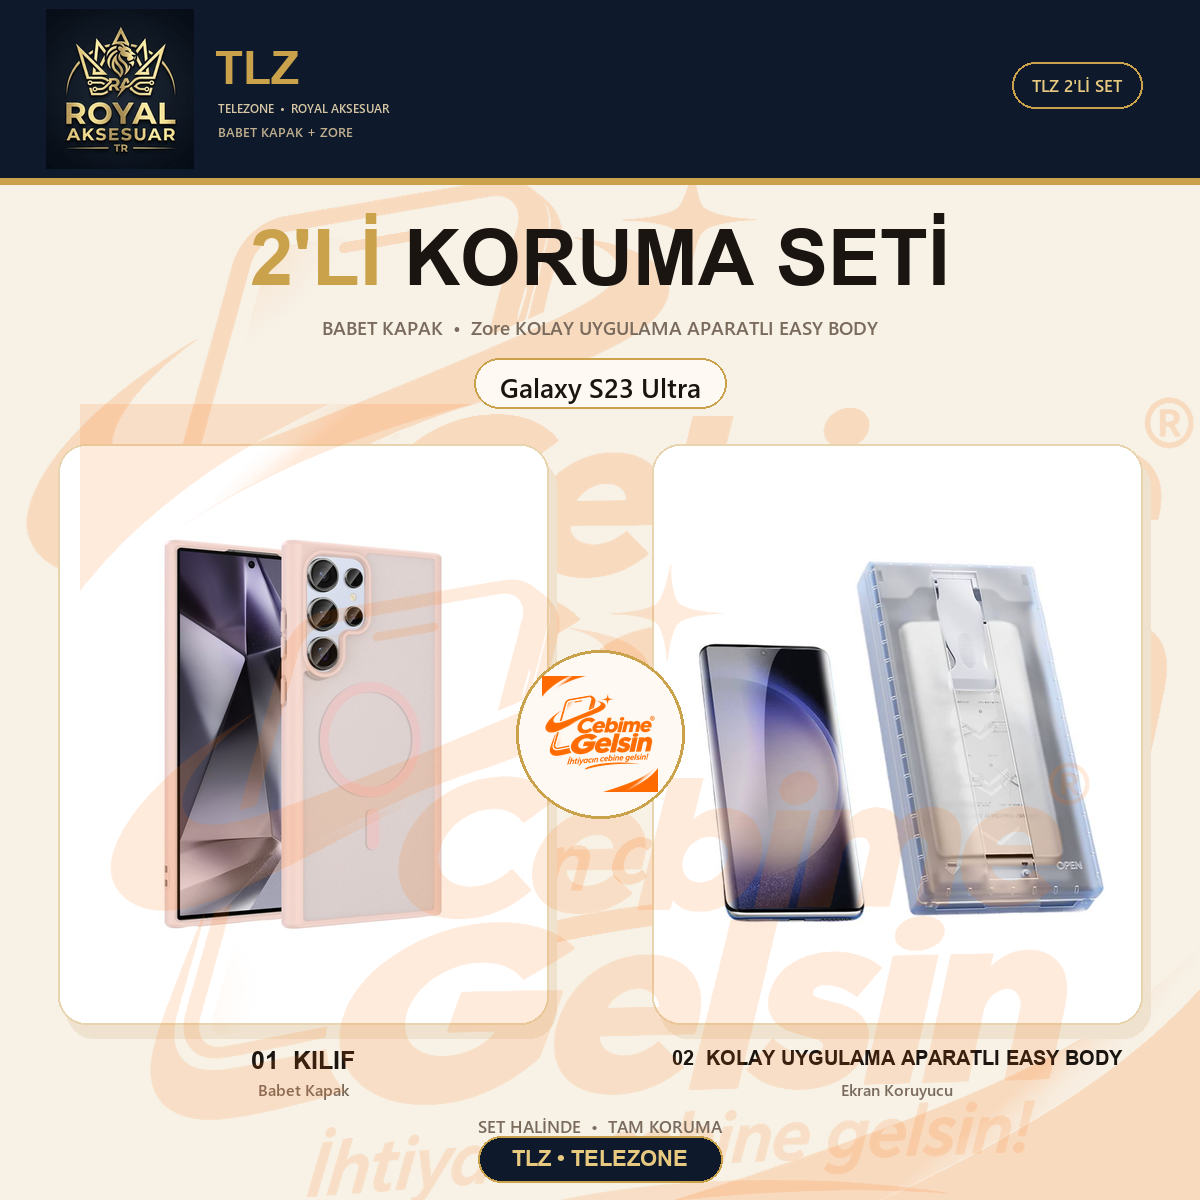 ROYAL
AKSESUAR
TR
TLZ
TELEZONE • ROYAL AKSESUAR
BABET KAPAK + ZORE
TLZ 2'Lİ SET
2'Lİ KORUMA SETİ
BABET KAPAK • Zore KOLAY UYGULAMA APARATLI EASY BODY
Galaxy S23 Ultra
Cebime
Gelsin
İhtiyacın cebine gelsin!
OPEN
Cebime
Gelsin
®
01 KILIF
Babet Kapak
02 KOLAY UYGULAMA APARATLI EASY BODY
Ekran Koruyucu
SET HALİNDE • TAM KORUMA
TLZ • TELEZONE